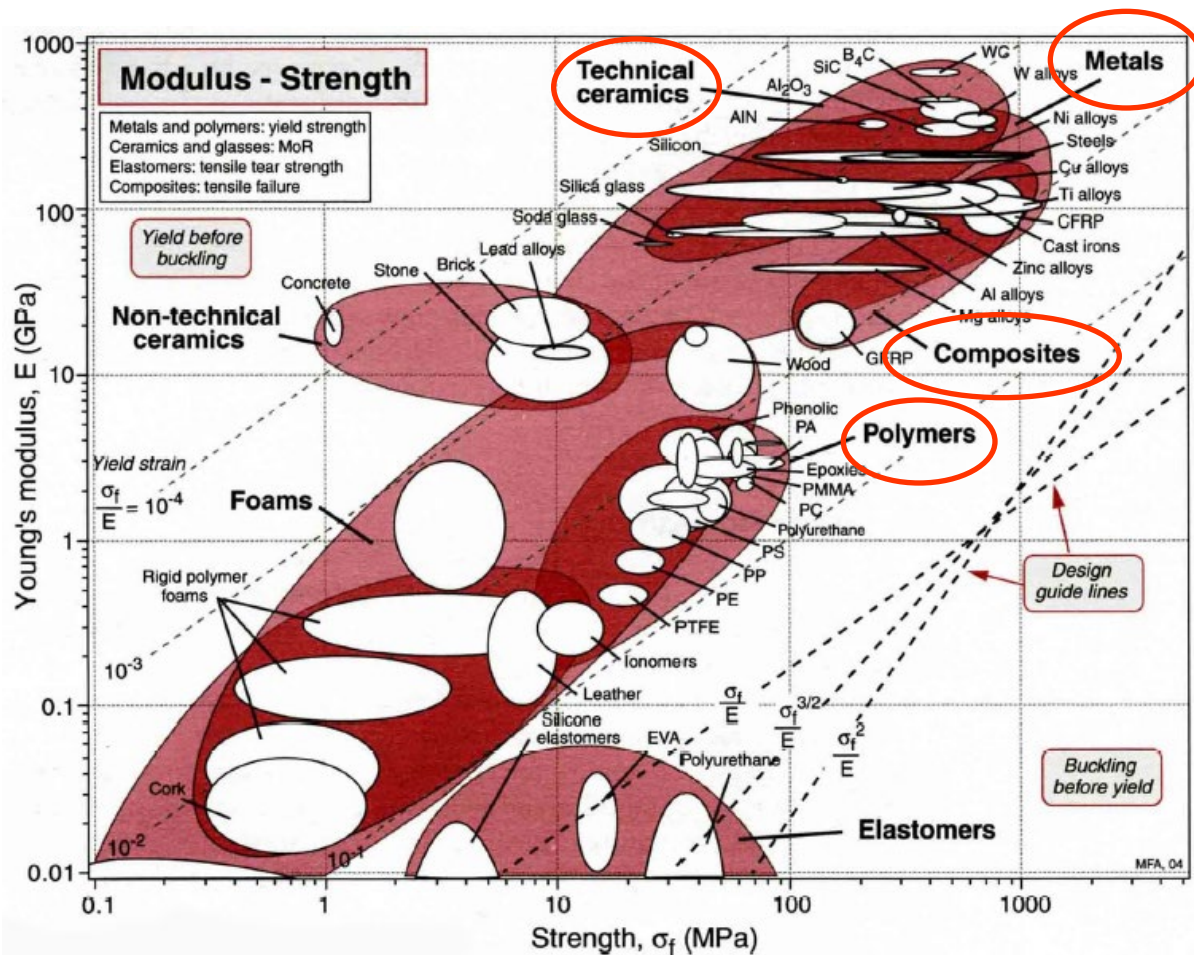 Modulus - Strength
Metals and polymers: yield strength
Ceramics and glasses: MoR
Elastomers: tensile tear strength
Composites: tensile failure
Technical
ceramics
Metals
B4C
WC
SiC
W alloys
Al2O3
AlN
Ni alloys
Silicon
Steels
Cu alloys
Silica glass
Ti alloys
Soda glass
CFRP
Cast irons
Zinc alloys
Al alloys
Mg alloys
Yield before
buckling
Lead alloys
Brick
Stone
Concrete
Non-technical
ceramics
GFRP
Composites
Wood
Phenolic
PA
Polymers
Epoxies
PMMA
PC
Polyurethane
PS
PP
PE
PTFE
Ionomers
Leather
Yield strain
σf/E = 10-4
Foams
Rigid polymer
foams
10-3
Design
guide lines
σf/E
σf3/2/E
σf2/E
Silicone
elastomers
EVA
Polyurethane
Buckling
before yield
Cork
Elastomers
10-2
10-1
MFA, 04
1000
100
10
1
0.1
0.01
Young's modulus, E (GPa)
0.1
1
10
100
1000
Strength, σf (MPa)